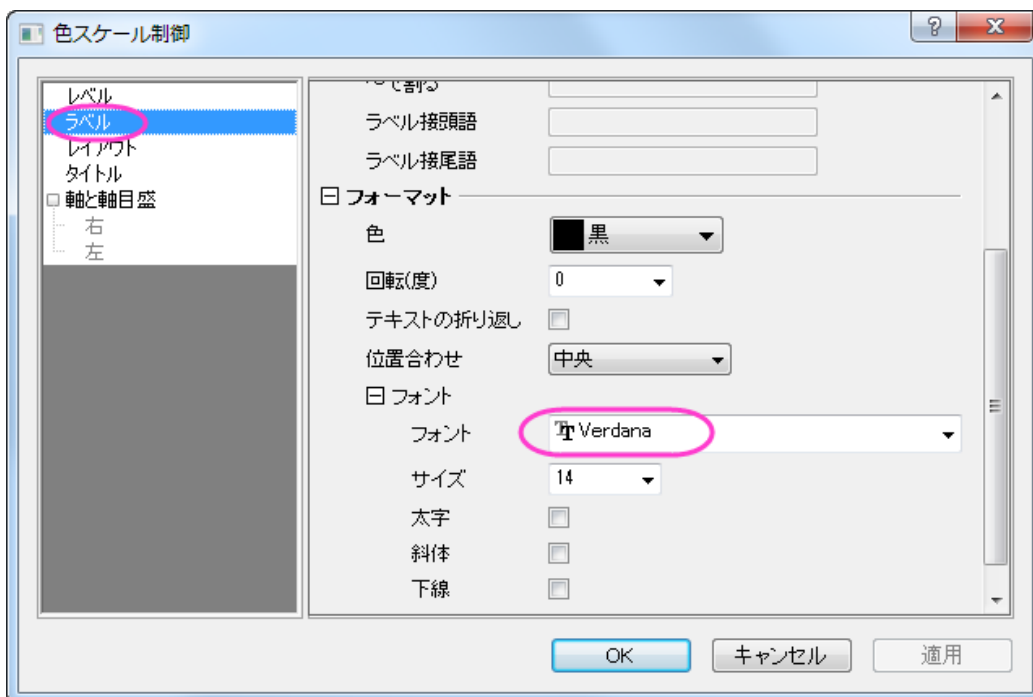 色スケール制御
レベル
ラベル
レイアウト
タイトル
軸と軸目盛
右
左
で割る
ラベル接頭語
ラベル接尾語
フォーマット
色 黒
回転(度) 0
テキストの折り返し
位置合わせ 中央
フォント
フォント Verdana
サイズ 14
太字
斜体
下線
OK キャンセル 適用